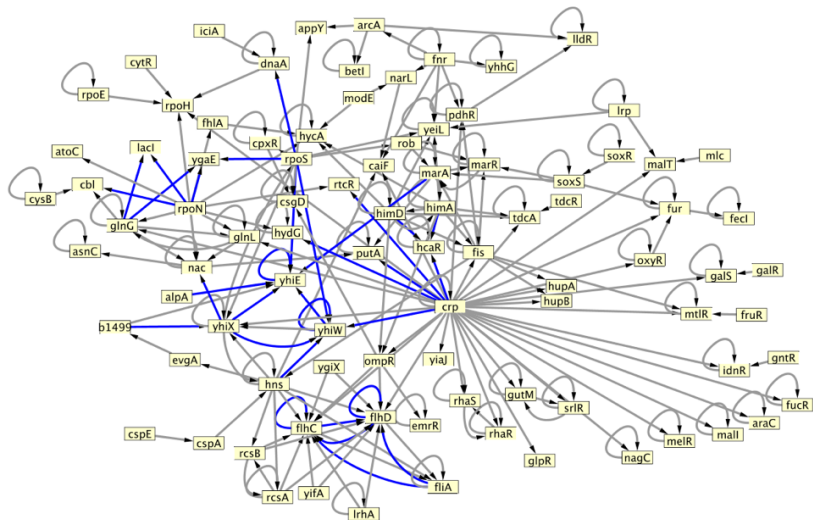 iciA
appY
arcA
lldR
cytR
dnaA
betI
fnr
yhhG
narL
rpoE
rpoH
modE
pdhR
lrp
fhlA
hycA
yeiL
atoC
lacI
cpxR
rob
soxR
ygaE
rpoS
caiF
marR
malT
mlc
marA
cysB
cbl
rtcR
soxS
csgD
rpoN
himD
himA
tdcR
fur
fecI
tdcA
glnG
glnL
hydG
hcaR
asnC
nac
putA
fis
oxyR
yhiE
galS
galR
hupA
alpA
hupB
crp
mtlR
fruR
b1499
yhiX
yhiW
evgA
ompR
yiaJ
idnR
gntR
hns
ygiX
rhaS
gutM
fucR
flhD
srlR
araC
cspE
flhC
emrR
rhaR
malI
cspA
melR
rcsB
glpR
nagC
rcsA
yifA
fliA
lrhA